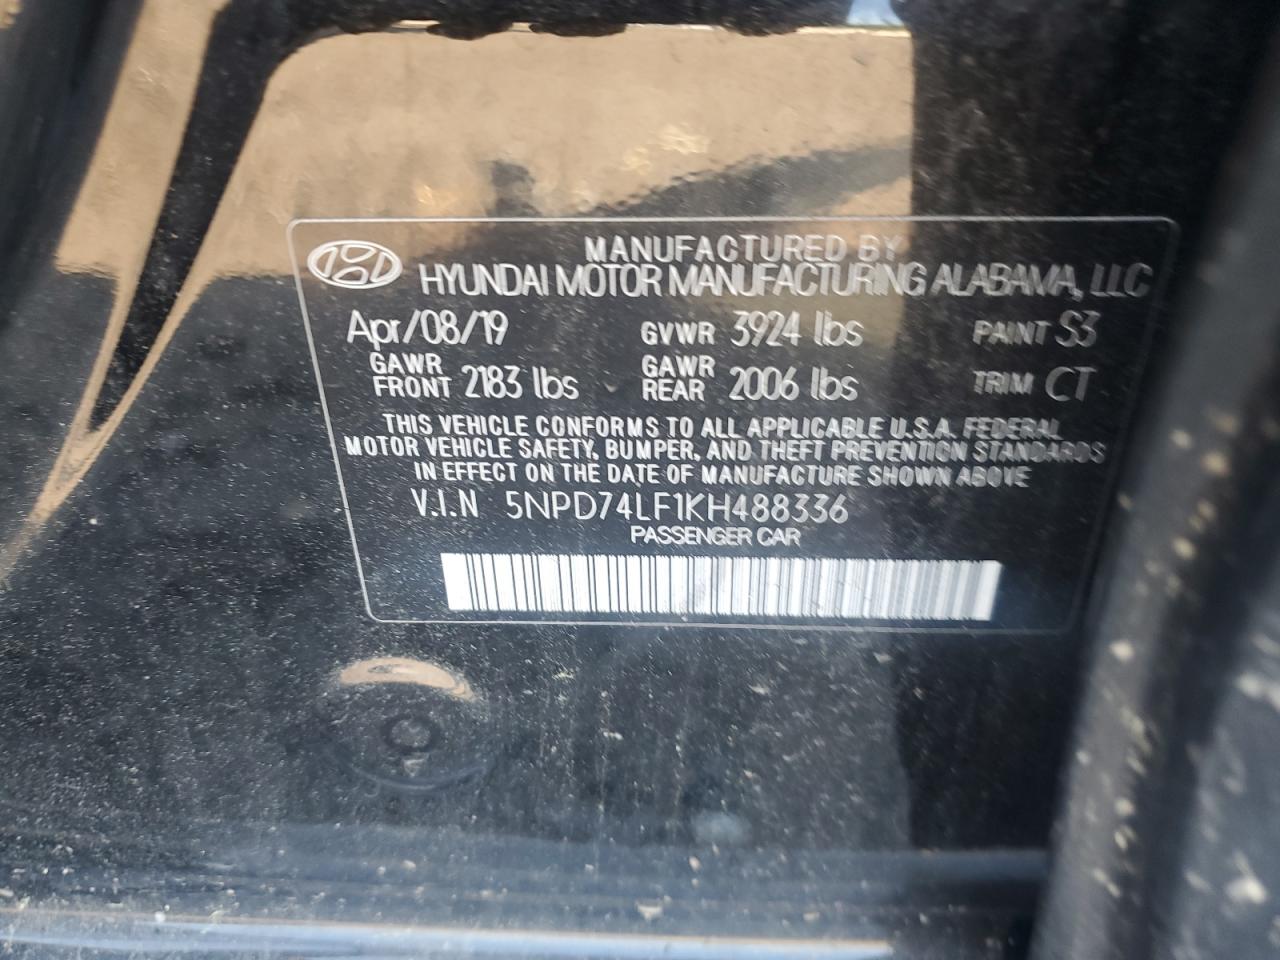 MANUFACTURED BY
HYUNDAI MOTOR MANUFACTURING ALABAMA, LLC
Apr/08/19 GVWR 3924 lbs PAINT S3
GAWR FRONT 2183 lbs GAWR REAR 2006 lbs TRIM CT
THIS VEHICLE CONFORMS TO ALL APPLICABLE U.S.A. FEDERAL
MOTOR VEHICLE SAFETY, BUMPER, AND THEFT PREVENTION STANDARDS
IN EFFECT ON THE DATE OF MANUFACTURE SHOWN ABOVE
V.I.N 5NPD74LF1KH488336
PASSENGER CAR